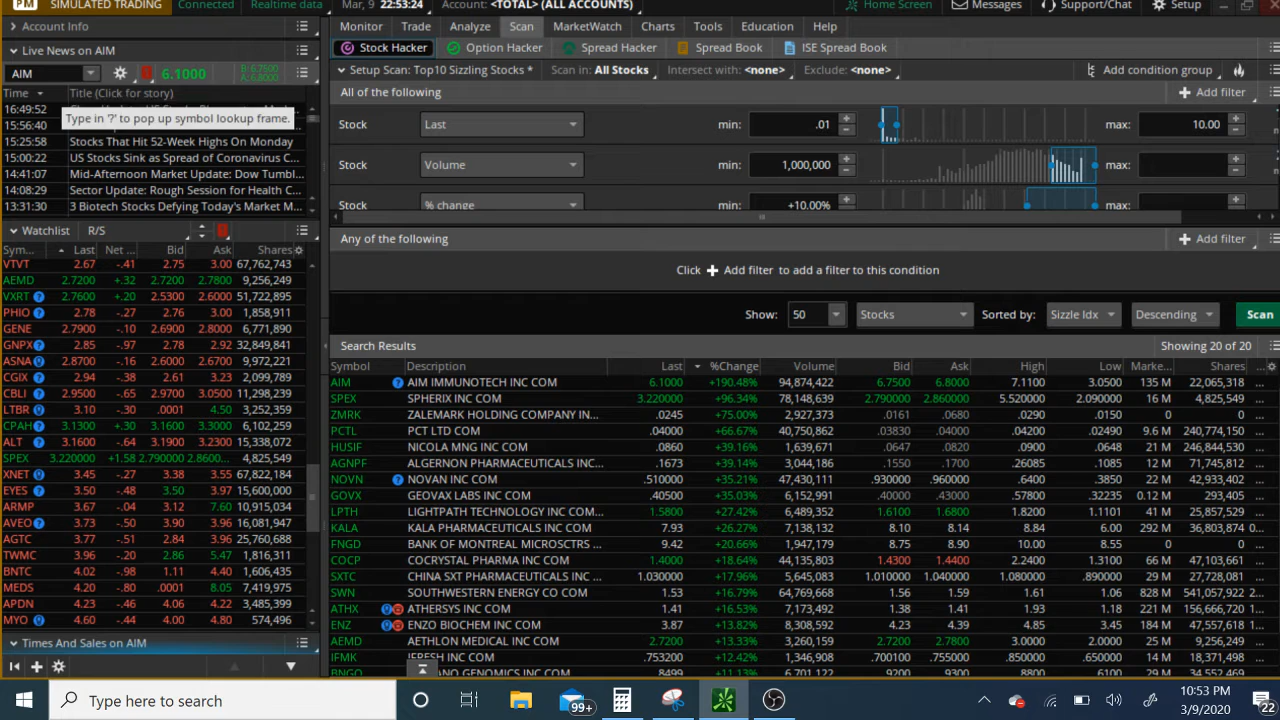 PM SIMULATED TRADING Connected Realtime data Mar, 9 22:53:24 Account: <TOTAL> (ALL ACCOUNTS) Home Screen Messages Support/Chat Setup
Account Info
Monitor Trade Analyze Scan MarketWatch Charts Tools Education Help
Live News on AIM
Stock Hacker Option Hacker Spread Hacker Spread Book ISE Spread Book
AIM 6.1000 B: 6.7500 A: 6.8000
Setup Scan: Top10 Sizzling Stocks * Scan in: All Stocks Intersect with: <none> Exclude: <none> Add condition group
Time Title (Click for story)
All of the following Add filter
16:49:52
Type in '?' to pop up symbol lookup frame.
15:56:40
15:25:58 Stocks That Hit 52-Week Highs On Monday
15:00:22 US Stocks Sink as Spread of Coronavirus C...
14:41:07 Mid-Afternoon Market Update: Dow Tumbl...
14:08:29 Sector Update: Rough Session for Health C...
13:31:30 3 Biotech Stocks Defying Today's Market M...
Stock Last min: .01 max: 10.00
Stock Volume min: 1,000,000 max:
Stock % change min: +10.00% max:
Any of the following Add filter
Click + Add filter to add a filter to this condition
Show: 50 Stocks Sorted by: Sizzle Idx Descending Scan
Watchlist R/S
Sym... Last Net ... Bid Ask Shares
VTVT 2.67 -.41 2.75 3.00 67,762,743
AEMD 2.7200 +.32 2.7200 2.7800 9,256,249
VXRT 2.7600 +.20 2.5300 2.6000 51,722,895
PHIO 2.78 -.27 2.76 3.00 1,858,911
GENE 2.7900 -.10 2.6900 2.8000 6,771,890
GNPX 2.85 -.97 2.78 2.92 32,849,841
ASNA 2.8700 -.16 2.6000 2.6700 9,972,221
CGIX 2.94 -.38 2.61 3.23 2,099,789
CBLI 2.9500 -.65 2.9700 3.0500 11,298,239
LTBR 3.10 -.30 .0001 4.50 3,252,359
CPAH 3.1300 +.30 3.1600 3.3000 6,102,259
ALT 3.1600 -.64 3.1900 3.2300 15,338,072
SPEX 3.220000 +1.58 2.790000 2.8600... 4,825,549
XNET 3.45 -.27 3.38 3.55 67,822,184
EYES 3.50 -.48 3.50 3.97 15,600,000
ARMP 3.67 -.04 3.12 7.60 10,915,034
AVEO 3.73 -.50 3.90 3.96 16,081,947
AGTC 3.77 -.51 2.84 3.96 25,760,688
TWMC 3.96 -.20 2.86 5.47 1,816,311
BNTC 4.02 -.98 1.11 4.40 1,606,435
MEDS 4.20 -.80 .0001 8.05 7,419,975
APDN 4.23 -.46 4.06 4.22 3,485,399
MYO 4.60 -.44 4.00 4.80 574,496
Times And Sales on AIM
Search Results Showing 20 of 20
Symbol Description Last %Change Volume Bid Ask High Low Marke... Shares ...
AIM AIM IMMUNOTECH INC COM 6.1000 +190.48% 94,874,422 6.7500 6.8000 7.1100 3.0500 135 M 22,065,318
SPEX SPHERIX INC COM 3.220000 +96.34% 78,148,639 2.790000 2.860000 5.520000 2.090000 16 M 4,825,549
ZMRK ZALEMARK HOLDING COMPANY IN... .0245 +75.00% 2,927,373 .0161 .0680 .0290 .0150 0 0
PCTL PCT LTD COM .04000 +66.67% 40,750,862 .03830 .04000 .04200 .02490 9.6 M 240,774,150
HUSIF NICOLA MNG INC COM .0860 +39.16% 1,639,671 .0647 .0820 .0900 .0648 21 M 246,844,530
AGNPF ALGERNON PHARMACEUTICALS INC... .1673 +39.14% 3,044,186 .1550 .1700 .26085 .1085 12 M 71,745,812
NOVN NOVAN INC COM .510000 +35.21% 47,430,111 .930000 .960000 .850000 .385000 22 M 42,933,402
GOVX GEOVAX LABS INC COM .40500 +35.03% 6,152,991 .40000 .43000 .57800 .32235 0.12 M 293,405
LPTH LIGHTPATH TECHNOLOGY INC COM... 1.5800 +27.42% 6,489,352 1.6100 1.6800 1.8200 1.1101 41 M 25,857,529
KALA KALA PHARMACEUTICALS INC COM 7.93 +26.27% 7,138,132 8.10 8.14 8.84 6.00 292 M 36,803,874 0...
FNGD BANK OF MONTREAL MICROSCTRS ... 9.42 +20.66% 1,947,179 8.75 8.90 10.00 8.55 0 0
COCP COCRYSTAL PHARMA INC COM 1.4000 +18.64% 44,135,803 1.4300 1.4400 2.2400 1.3100 66 M 47,103,661
SXTC CHINA SXT PHARMACEUTICALS INC... 1.030000 +17.96% 5,645,083 1.010000 1.040000 1.080000 .890000 29 M 27,728,081
SWN SOUTHWESTERN ENERGY CO COM 1.53 +16.79% 64,769,668 1.56 1.59 1.61 1.06 828 M 541,057,922 2...
ATHX ATHERSYS INC COM 1.41 +16.53% 7,173,492 1.38 1.41 1.93 1.18 221 M 156,666,720 1...
ENZ ENZO BIOCHEM INC COM 3.87 +13.82% 8,308,592 4.23 4.39 4.85 3.45 184 M 47,557,618 1...
AEMD AETHLON MEDICAL INC COM 2.7200 +13.33% 3,260,159 2.7200 2.7800 3.0000 2.0000 25 M 9,256,249
IFMK IFRESH INC COM .753200 +12.42% 1,346,908 .700100 .755000 .850000 .650000 14 M 18,371,498
GENOMICS INC COM +11.13% 6,701,122
Type here to search 99+ 10:53 PM
3/9/2020 22